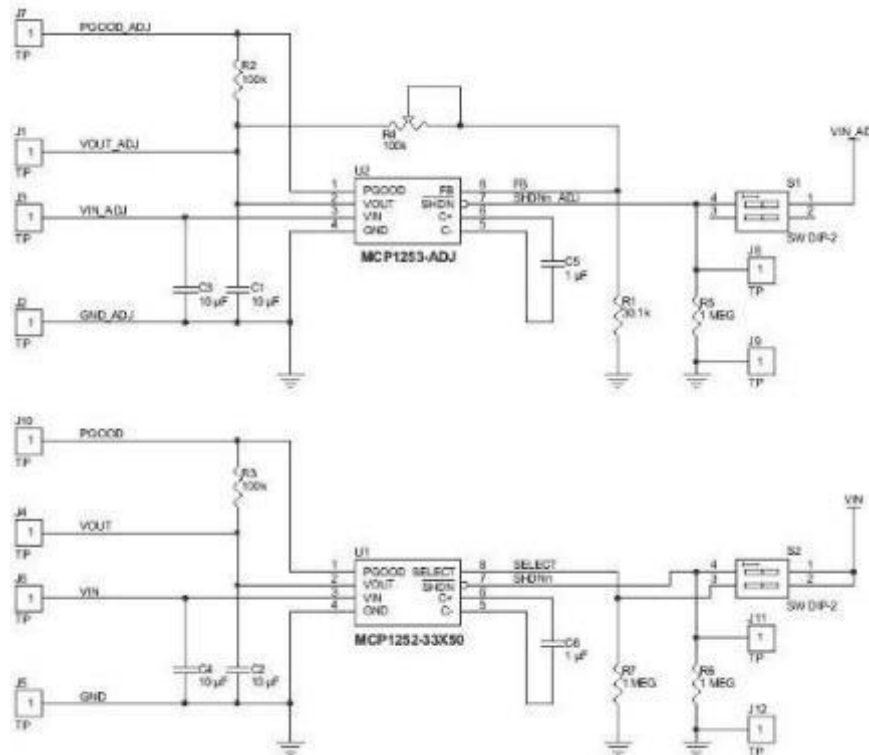 J7
1 PGOOD_ADJ
TP
R2
100k
J1
1 VOUT_ADJ
TP
R4
100k
VIN_AD
J3
1 VIN_ADJ
TP
U2
1 PGOOD FB 8 FB
2 VOUT SHDN 7 SHDNn_ADJ
3 VIN C+ 6
4 GND C- 5
MCP1253-ADJ
S1
4 1
3 2
SW DIP-2
C3
10 µF
C1
10 µF
C5
1 µF
J2
1 GND_ADJ
TP
R1
30.1k
J8
1
TP
R5
1 MEG
J9
1
TP
J10
1 PGOOD
TP
R3
100k
J4
1 VOUT
TP
VIN
U1
1 PGOOD SELECT 8 SELECT
2 VOUT SHDN 7 SHDNn
3 VIN C+ 6
4 GND C- 5
MCP1252-33X50
S2
4 1
3 2
SW DIP-2
1 VIN
TP
C4
10 µF
C2
10 µF
C6
1 µF
J5
1 GND
TP
R7
1 MEG
J11
1
TP
R6
1 MEG
J12
1
TP